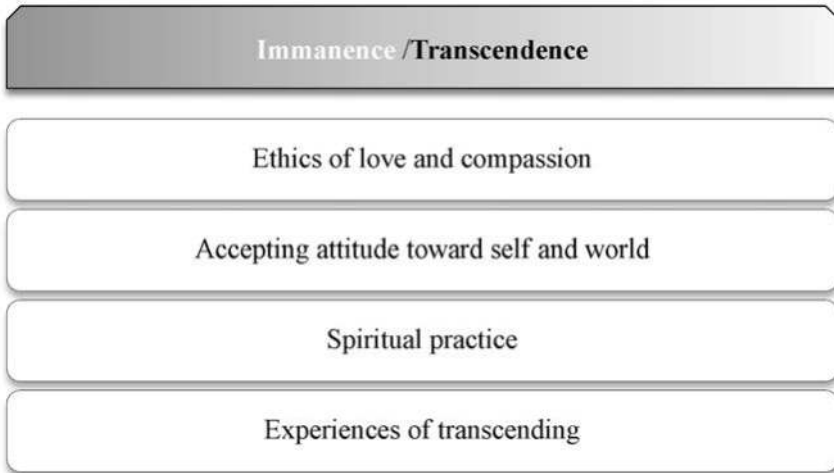 Immanence /Transcendence
Ethics of love and compassion
Accepting attitude toward self and world
Spiritual practice
Experiences of transcending